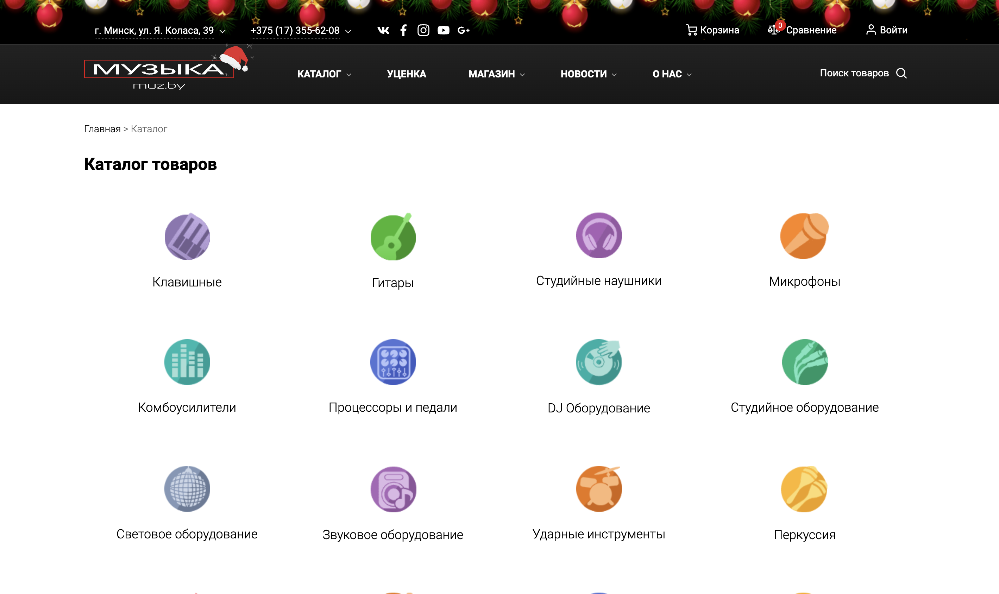 г. Минск, ул. Я. Коласа, 39
+375 (17) 355-62-08
G+
Корзина
0
Сравнение
Войти
МУЗЫКА
muz.by
КАТАЛОГ
УЦЕНКА
МАГАЗИН
НОВОСТИ
О НАС
Поиск товаров
Главная > Каталог
Каталог товаров
Клавишные
Гитары
Студийные наушники
Микрофоны
Комбоусилители
Процессоры и педали
DJ Оборудование
Студийное оборудование
Световое оборудование
Звуковое оборудование
Ударные инструменты
Перкуссия